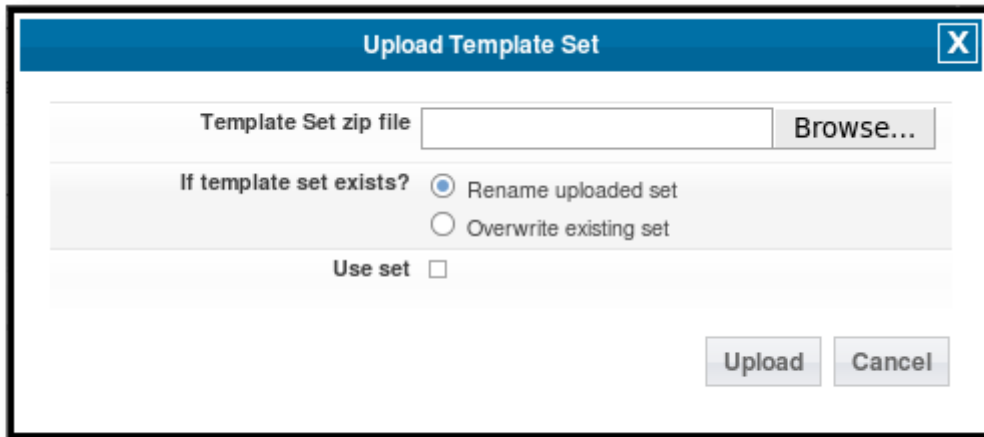 Upload Template Set X
Template Set zip file Browse...
If template set exists? Rename uploaded set
Overwrite existing set
Use set
Upload Cancel